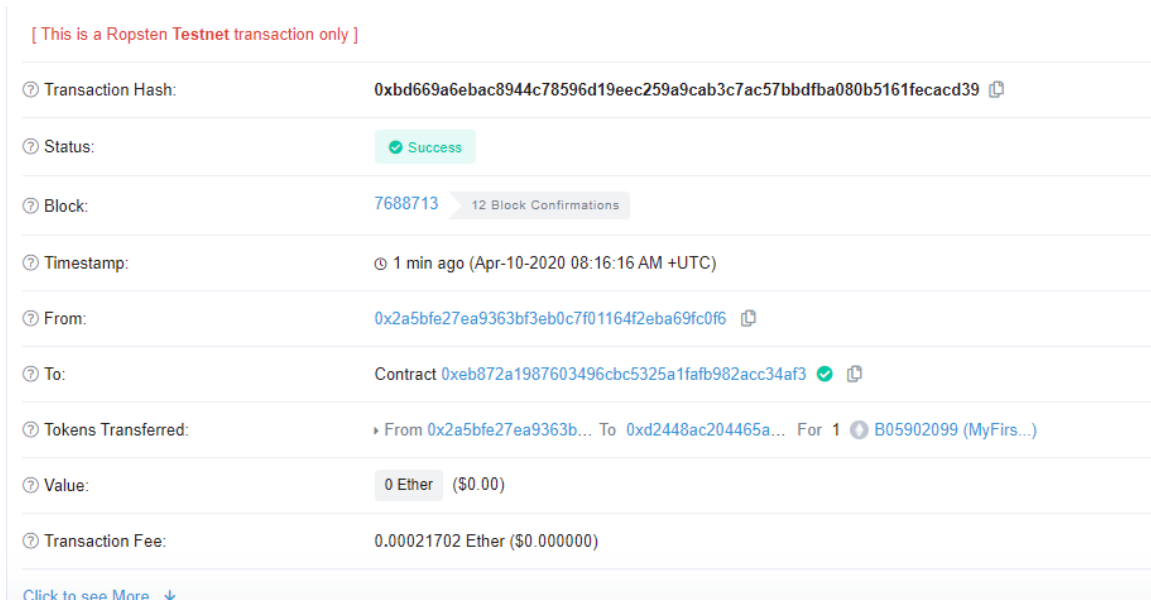 [ This is a Ropsten Testnet transaction only ]
Transaction Hash: 0xbd669a6ebac8944c78596d19eec259a9cab3c7ac57bbdfba080b5161fecacd39
Status: Success
Block: 7688713 12 Block Confirmations
Timestamp: 1 min ago (Apr-10-2020 08:16:16 AM +UTC)
From: 0x2a5bfe27ea9363bf3eb0c7f01164f2eba69fc0f6
To: Contract 0xeb872a1987603496cbc5325a1fafb982acc34af3
Tokens Transferred: From 0x2a5bfe27ea9363b... To 0xd2448ac204465a... For 1 B05902099 (MyFirs...)
Value: 0 Ether ($0.00)
Transaction Fee: 0.00021702 Ether ($0.000000)
Click to see More